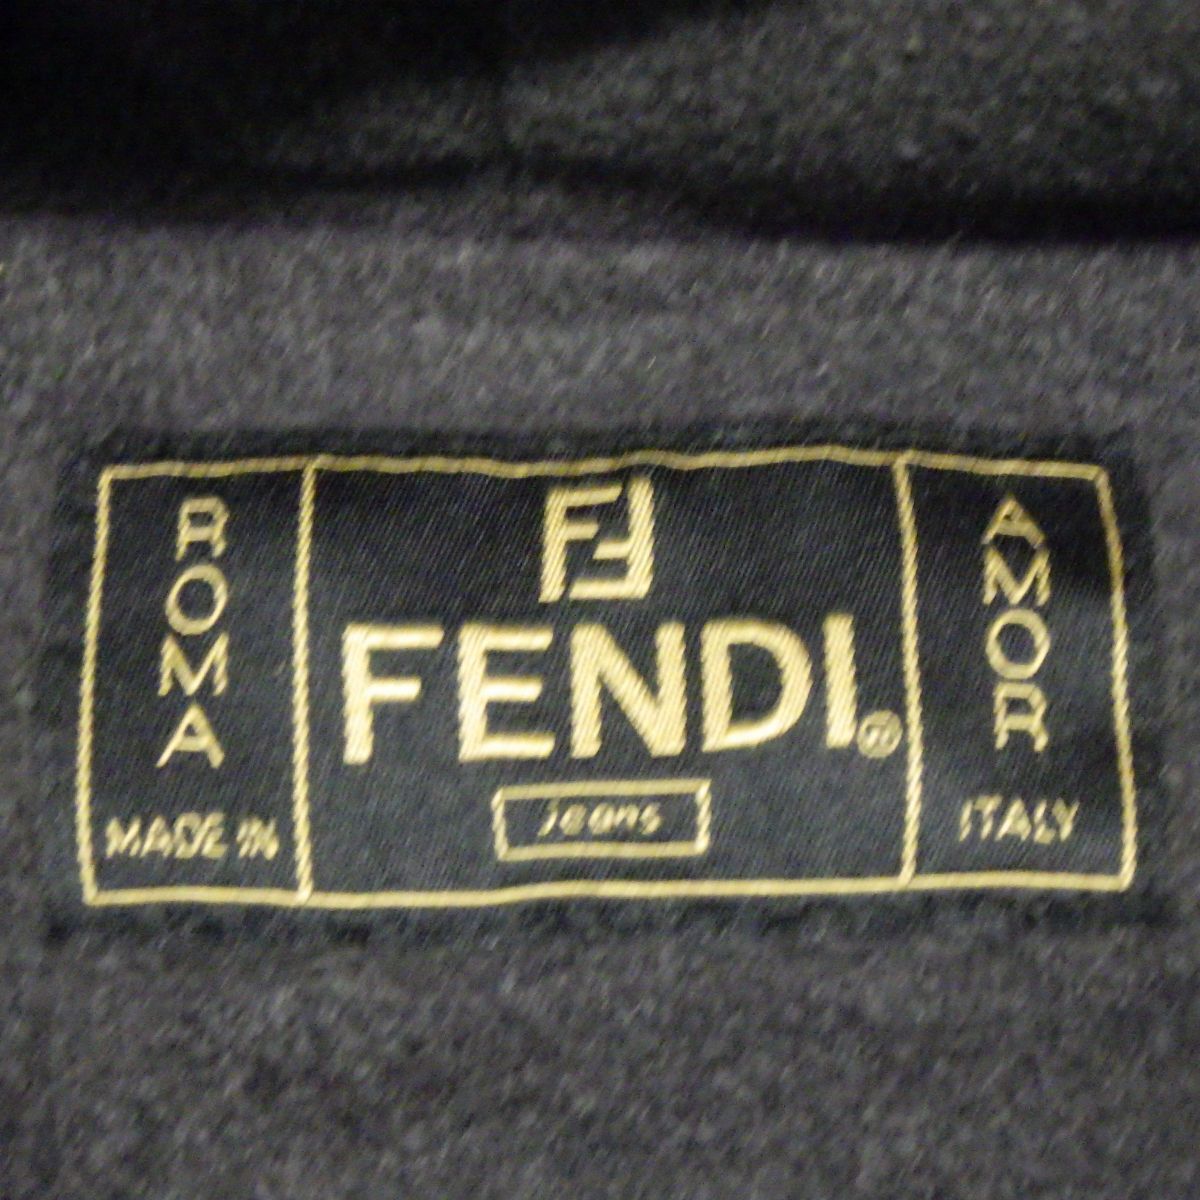 ROMA
MADE IN
FF
FENDI®
Jeans
AMOR
ITALY